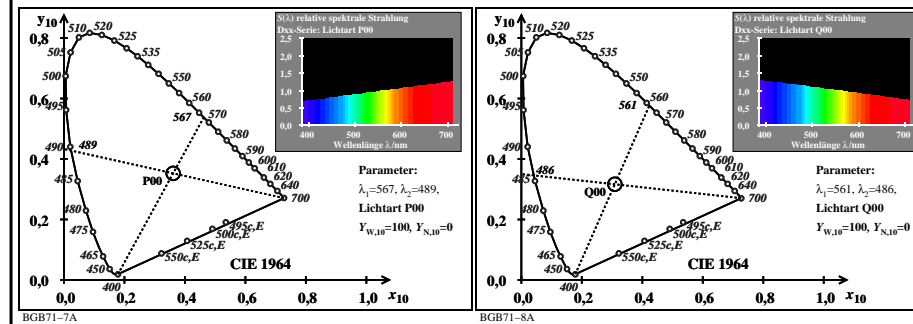 y10
S(λ) relative spektrale Strahlung
Dxx-Serie: Lichtart P00
2,5
2,0
1,5
1,0
0,5
0,0
400 500 600 700
Wellenlänge λ/nm
0,8
0,6
0,4
0,2
0,0
510 520
525
505
535
500
550
560
495
567 570
580
490 489
590
600
610
485
620
P00
640
700
480
475
495c,E
500c,E
525c,E
465
550c,E
450
400
Parameter:
λ1=567, λ2=489,
Lichtart P00
YW,10=100, YN,10=0
CIE 1964
0,0 0,2 0,4 0,6 0,8 x10 1,0
BGB71–7A
y10
S(λ) relative spektrale Strahlung
Dxx-Serie: Lichtart Q00
2,5
2,0
1,5
1,0
0,5
0,0
400 500 600 700
Wellenlänge λ/nm
0,8
0,6
0,4
0,2
0,0
510 520
525
505
535
500
550
560
495
561 570
580
490
590
600
610
485 486
620
Q00
640
700
480
475
495c,E
500c,E
525c,E
465
550c,E
450
400
Parameter:
λ1=561, λ2=486,
Lichtart Q00
YW,10=100, YN,10=0
CIE 1964
0,0 0,2 0,4 0,6 0,8 x10 1,0
BGB71–8A